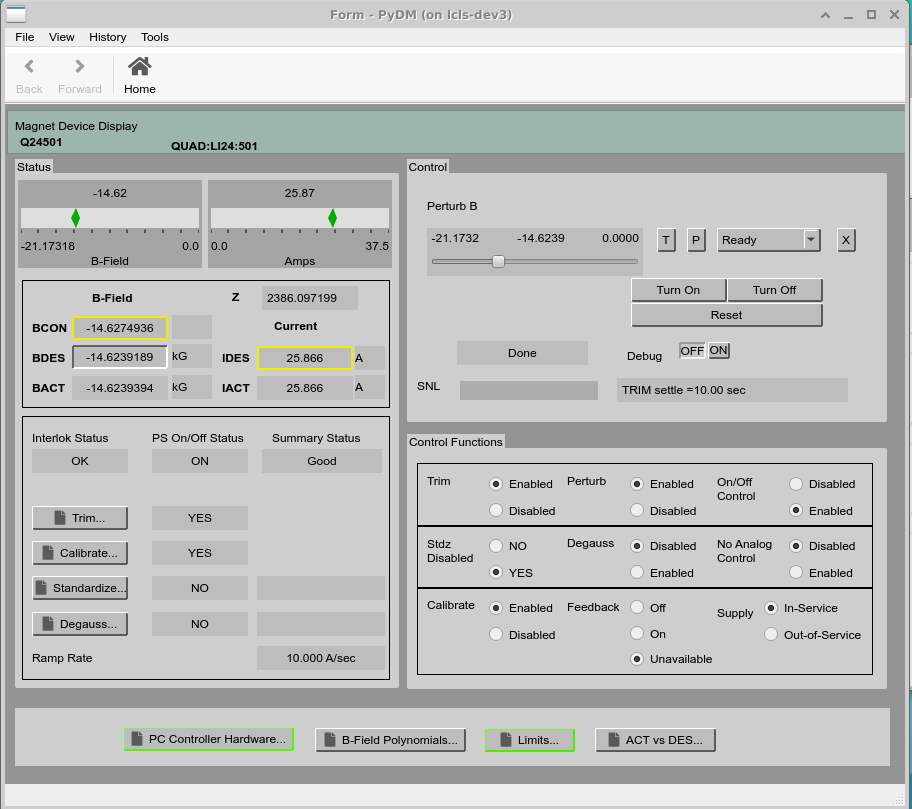 Form - PyDM (on lcls-dev3)
File View History Tools
Back Forward Home
Magnet Device Display
Q24501
QUAD:LI24:501
Status
-14.62
-21.17318 0.0
B-Field
25.87
0.0 37.5
Amps
B-Field Z 2386.097199
BCON -14.6274936 Current
BDES -14.6239189 kG IDES 25.866 A
BACT -14.6239394 kG IACT 25.866 A
Interlok Status PS On/Off Status Summary Status
OK ON Good
Trim... YES
Calibrate... YES
Standardize... NO
Degauss... NO
Ramp Rate 10.000 A/sec
Control
Perturb B
-21.1732 -14.6239 0.0000
T P Ready X
Turn On Turn Off
Reset
Done Debug OFF ON
SNL TRIM settle =10.00 sec
Control Functions
Trim
Enabled
Disabled
Perturb
Enabled
Disabled
On/Off
Control
Disabled
Enabled
Stdz
Disabled
NO
YES
Degauss
Disabled
Enabled
No Analog
Control
Disabled
Enabled
Calibrate
Enabled
Disabled
Feedback
Off
On
Unavailable
Supply
In-Service
Out-of-Service
PC Controller Hardware... B-Field Polynomials... Limits... ACT vs DES...